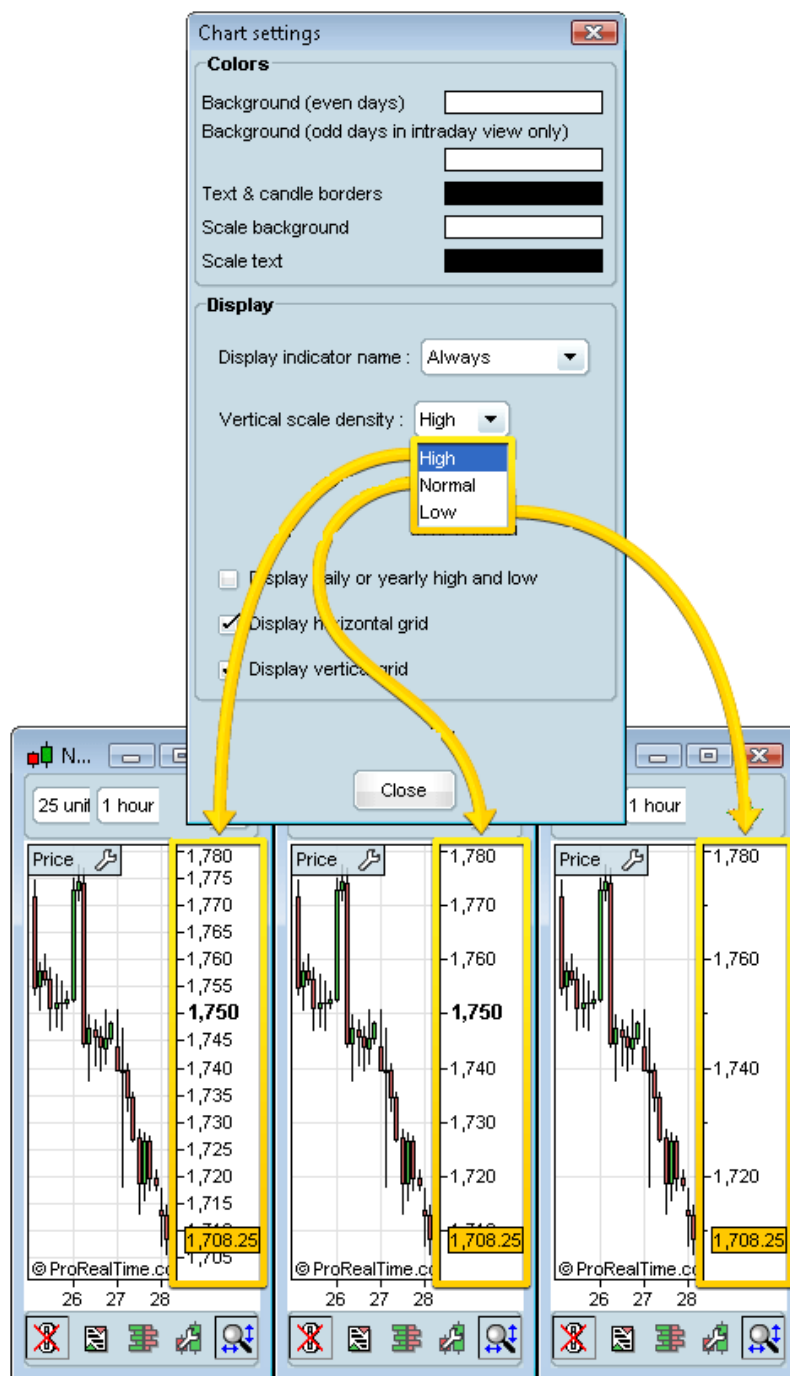 Chart settings
Colors
Background (even days)
Background (odd days in intraday view only)
Text & candle borders
Scale background
Scale text
Display
Display indicator name : Always
Vertical scale density : High
High
Normal
Low
Display daily or yearly high and low
Display horizontal grid
Display vertical grid
Close
N...
25 unit 1 hour
Price
1,780
1,775
1,770
1,765
1,760
1,755
1,750
1,745
1,740
1,735
1,730
1,725
1,720
1,715
1,710
1,708.25
1,705
© ProRealTime.co
26 27 28
Price
1,780
1,770
1,760
1,750
1,740
1,730
1,720
1,710
1,708.25
© ProRealTime.co
26 27 28
1 hour
Price
1,780
1,760
1,740
1,720
1,708.25
© ProRealTime.co
26 27 28